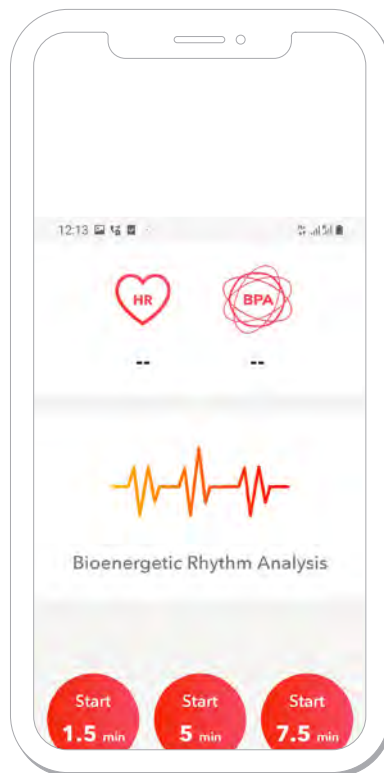 12:13
HR BPA
-- --
Bioenergetic Rhythm Analysis
Start Start Start
1.5 min 5 min 7.5 min